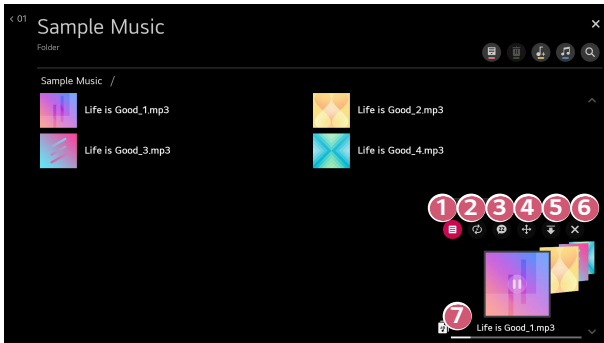 01
Sample Music
Folder
Sample Music /
Life is Good_1.mp3
Life is Good_2.mp3
Life is Good_3.mp3
Life is Good_4.mp3
1 2 3 4 5 6
7
Life is Good_1.mp3